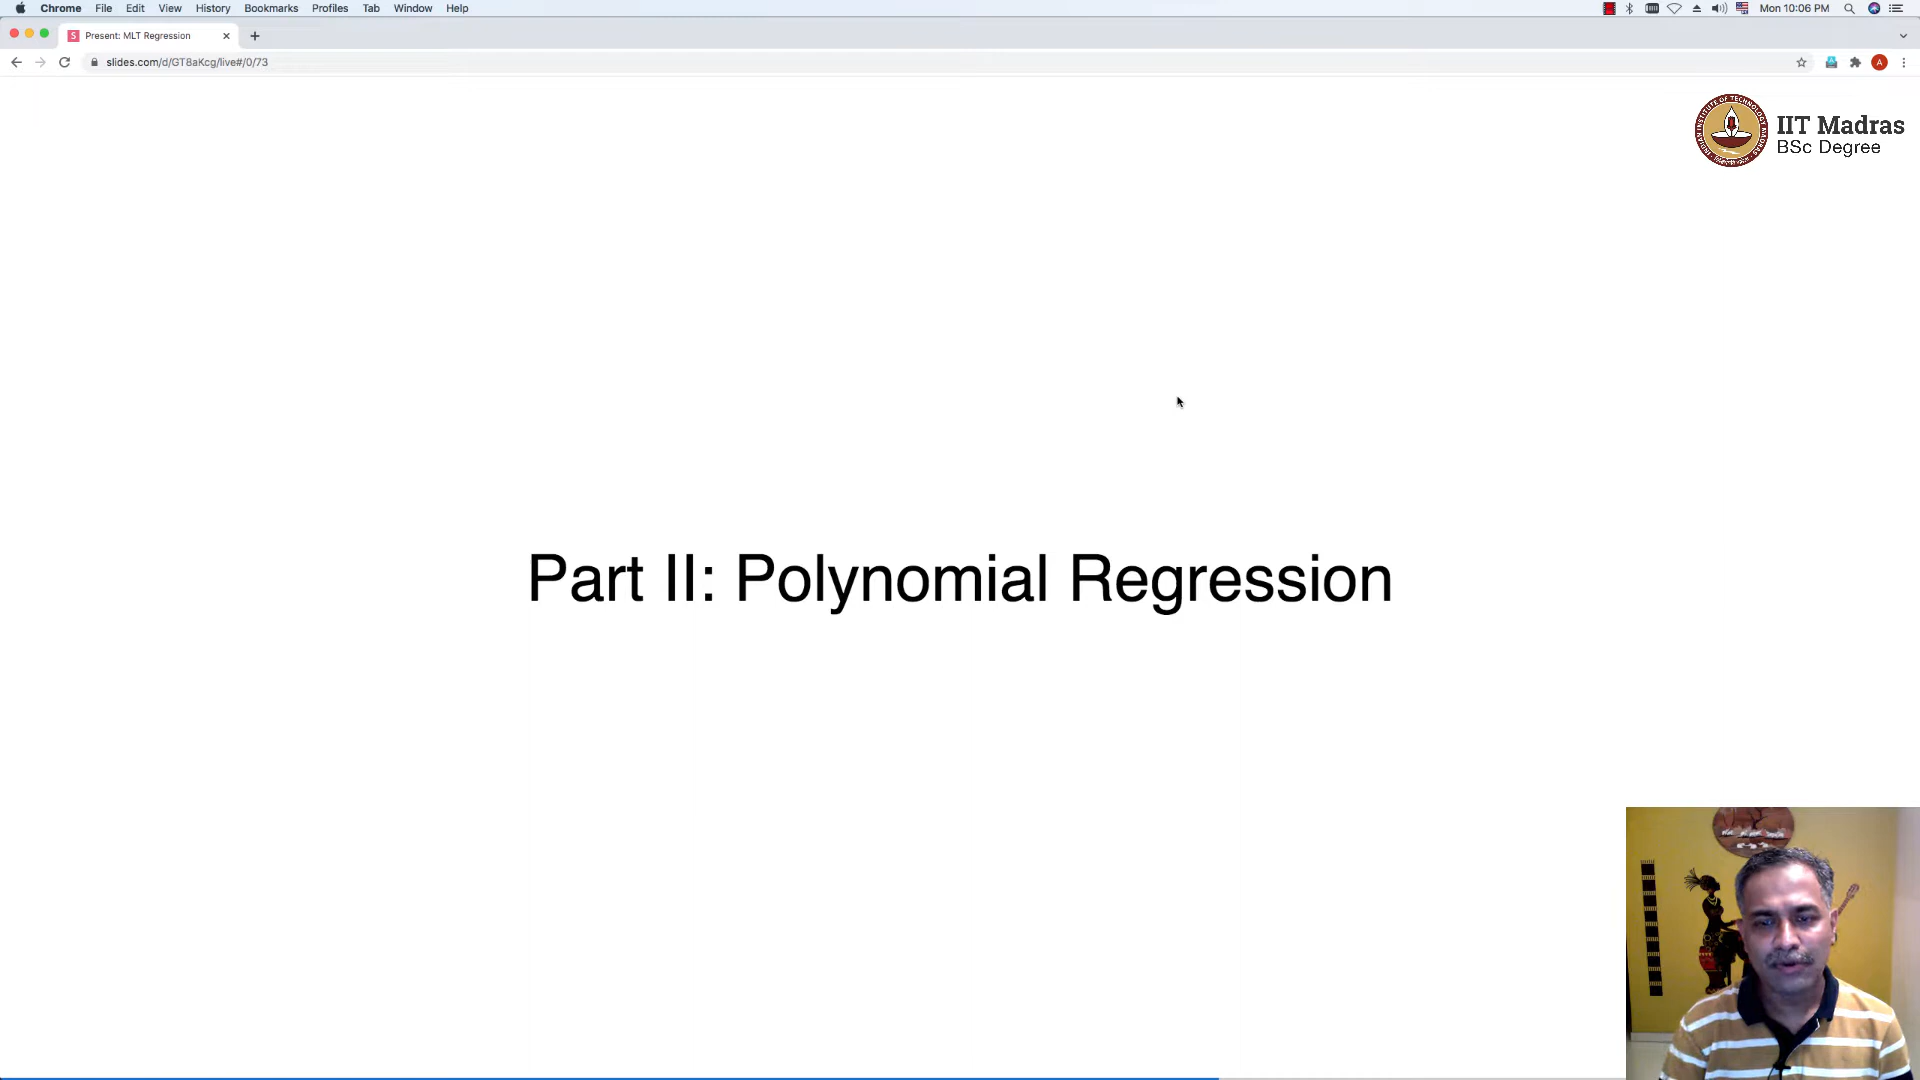 Chrome File Edit View History Bookmarks Profiles Tab Window Help Mon 10:06 PM
S Present: MLT Regression
slides.com/d/GT8aKcg/live#/0/73 A
IIT Madras
BSc Degree
Part II: Polynomial Regression